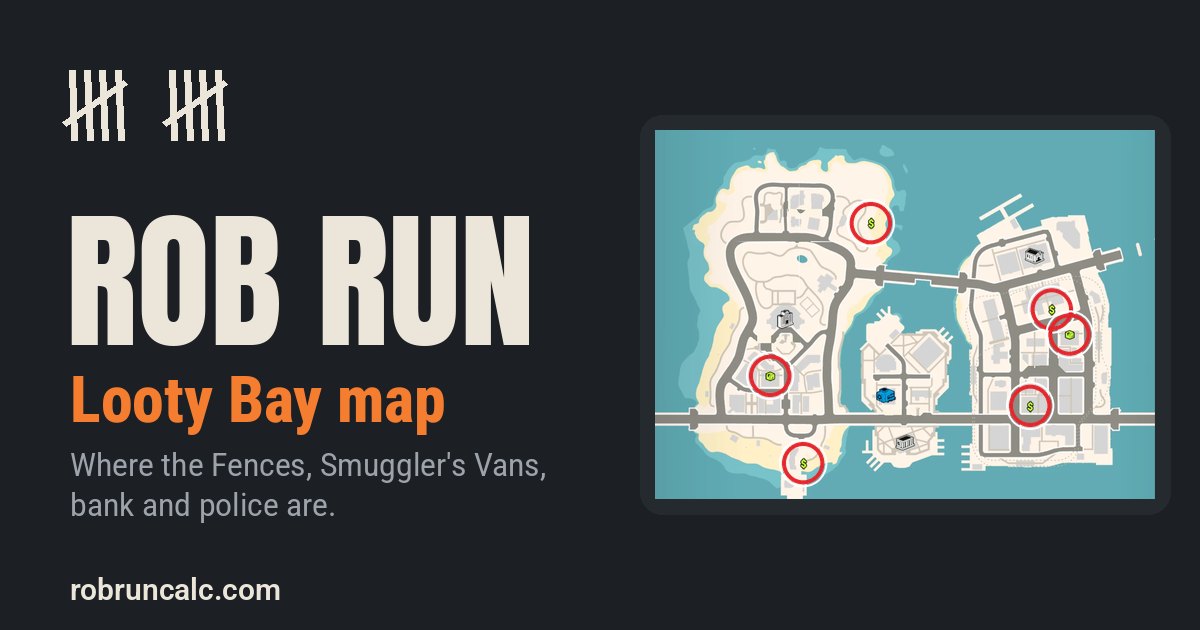 ROB RUN
Looty Bay map
Where the Fences, Smuggler's Vans,
bank and police are.
robruncalc.com
$
$
$
$